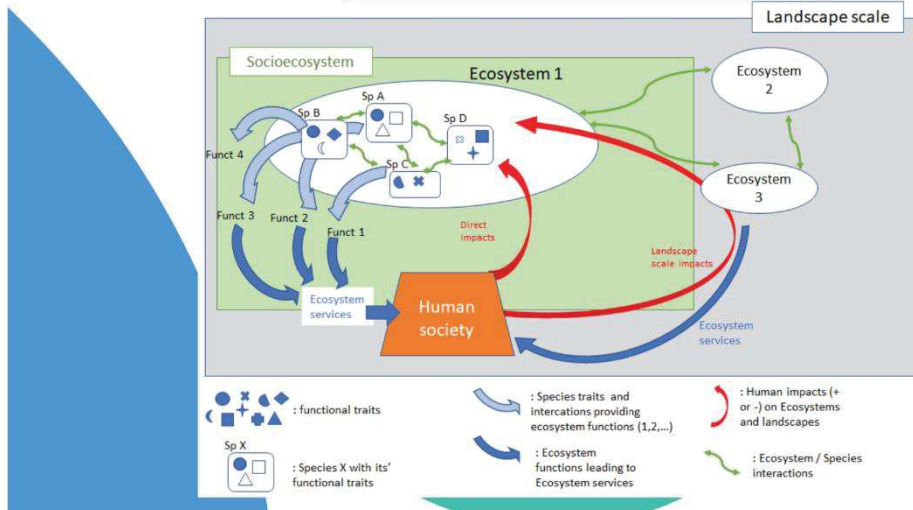 Landscape scale
Socioecosystem
Ecosystem 1
Ecosystem
2
Sp A
Sp B
Sp D
Sp C
Funct 4
Ecosystem
3
Funct 3
Funct 2
Funct 1
Direct
Impacts
Landscape
scale impacts
Ecosystem
services
Human
society
Ecosystem
services
: functional traits
: Species traits and
intercations providing
ecosystem functions (1,2,...)
: Human impacts (+
or -) on Ecosystems
and landscapes
Sp X
: Species X with its'
functional traits
: Ecosystem
functions leading to
Ecosystem services
: Ecosystem / Species
interactions